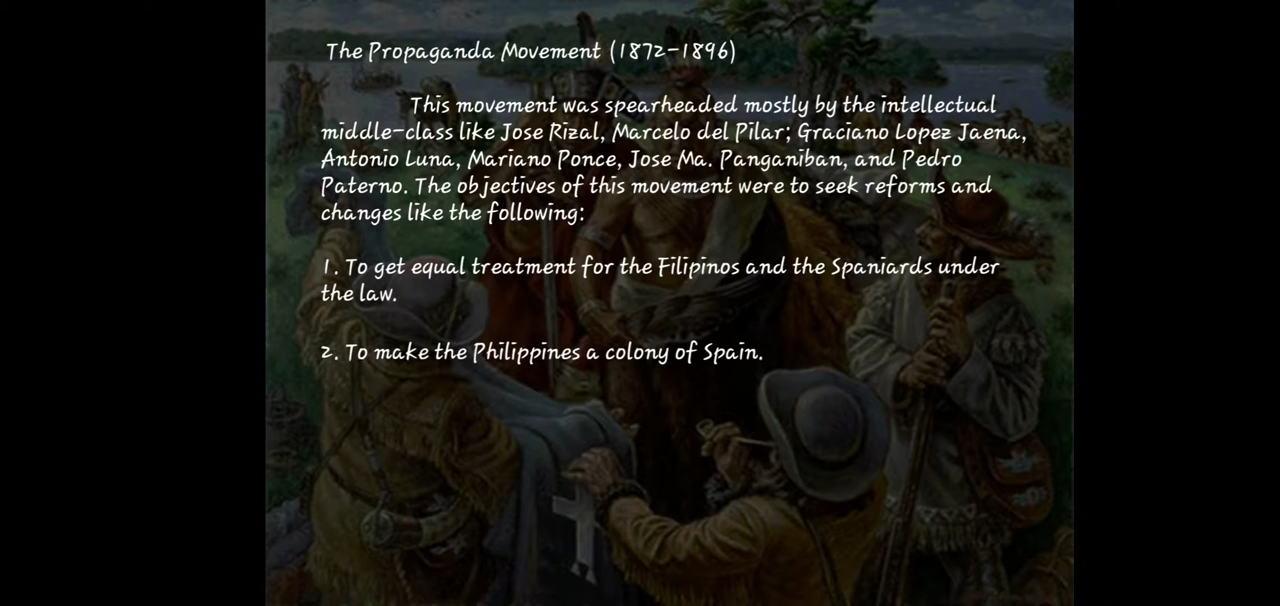 The Propaganda Movement (1872-1896)
This movement was spearheaded mostly by the intellectual
middle-class like Jose Rizal, Marcelo del Pilar; Graciano Lopez Jaena,
Antonio Luna, Mariano Ponce, Jose Ma. Panganiban, and Pedro
Paterno. The objectives of this movement were to seek reforms and
changes like the following:
1. To get equal treatment for the Filipinos and the Spaniards under
the law.
2. To make the Philippines a colony of Spain.